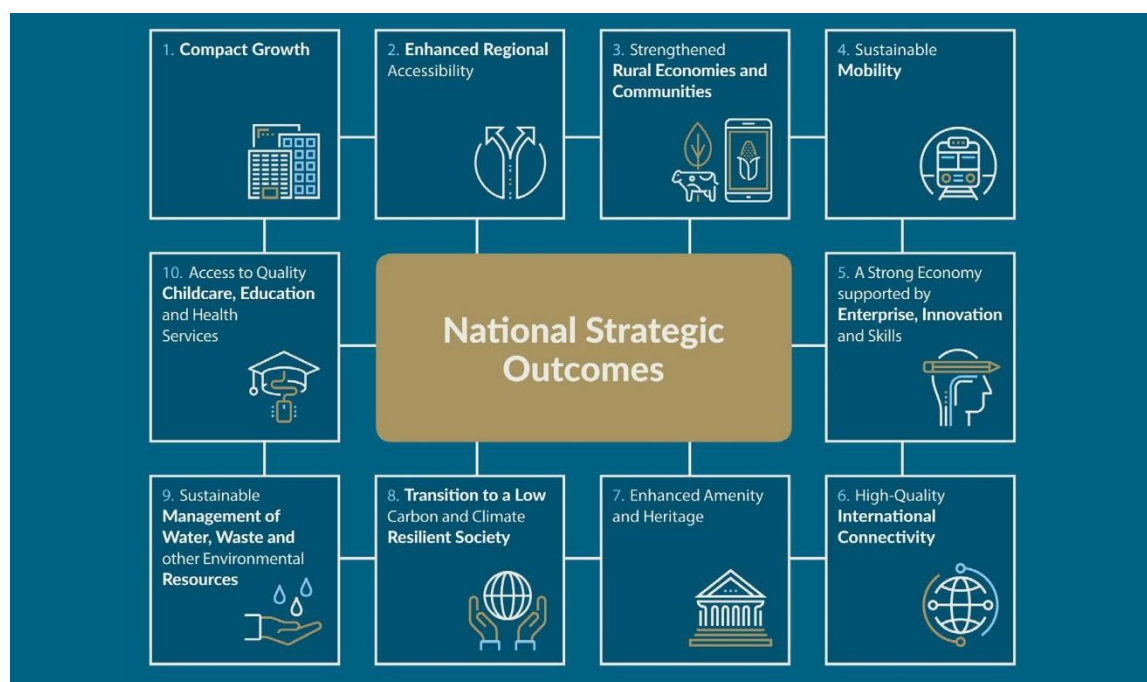 1. Compact Growth
2. Enhanced Regional
Accessibility
3. Strengthened
Rural Economies and
Communities
4. Sustainable
Mobility
10. Access to Quality
Childcare, Education
and Health
Services
National Strategic
Outcomes
5. A Strong Economy
supported by
Enterprise, Innovation
and Skills
9. Sustainable
Management of
Water, Waste and
other Environmental
Resources
8. Transition to a Low
Carbon and Climate
Resilient Society
7. Enhanced Amenity
and Heritage
6. High-Quality
International
Connectivity